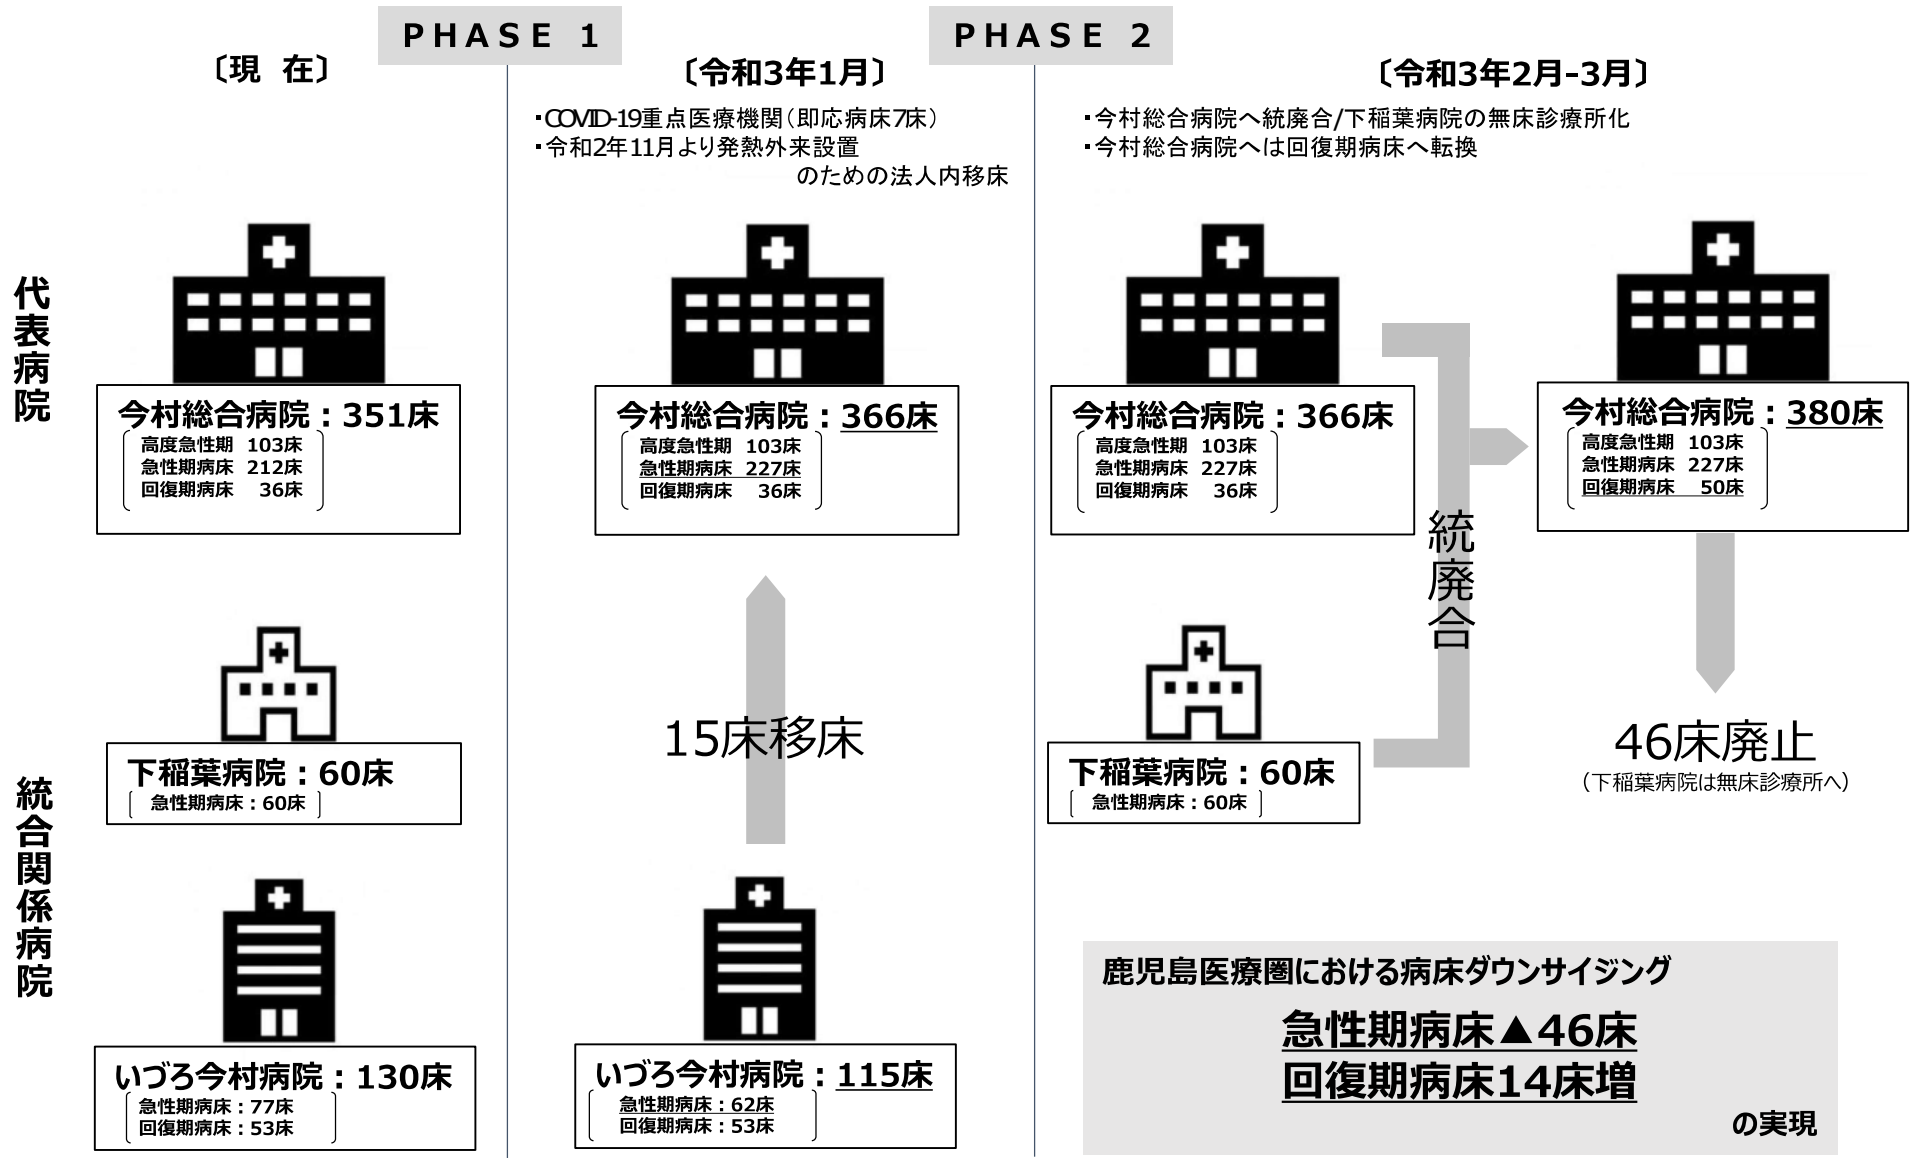 PHASE 1
PHASE 2
〔現　在〕
〔令和3年1月〕
・COVID-19重点医療機関（即応病床7床）
・令和2年11月より発熱外来設置
のための法人内移床
〔令和3年2月-3月〕
・今村総合病院へ統廃合/下稲葉病院の無床診療所化
・今村総合病院へは回復期病床へ転換
代表病院
今村総合病院：351床
高度急性期 103床
急性期病床 212床
回復期病床 36床
今村総合病院：366床
高度急性期 103床
急性期病床 227床
回復期病床 36床
今村総合病院：366床
高度急性期 103床
急性期病床 227床
回復期病床 36床
今村総合病院：380床
高度急性期 103床
急性期病床 227床
回復期病床 50床
統廃合
統合関係病院
下稲葉病院：60床
［ 急性期病床：60床 ］
15床移床
下稲葉病院：60床
［ 急性期病床：60床 ］
46床廃止
（下稲葉病院は無床診療所へ）
いづろ今村病院：130床
急性期病床：77床
回復期病床：53床
いづろ今村病院：115床
急性期病床：62床
回復期病床：53床
鹿児島医療圏における病床ダウンサイジング
急性期病床▲46床
回復期病床14床増
の実現